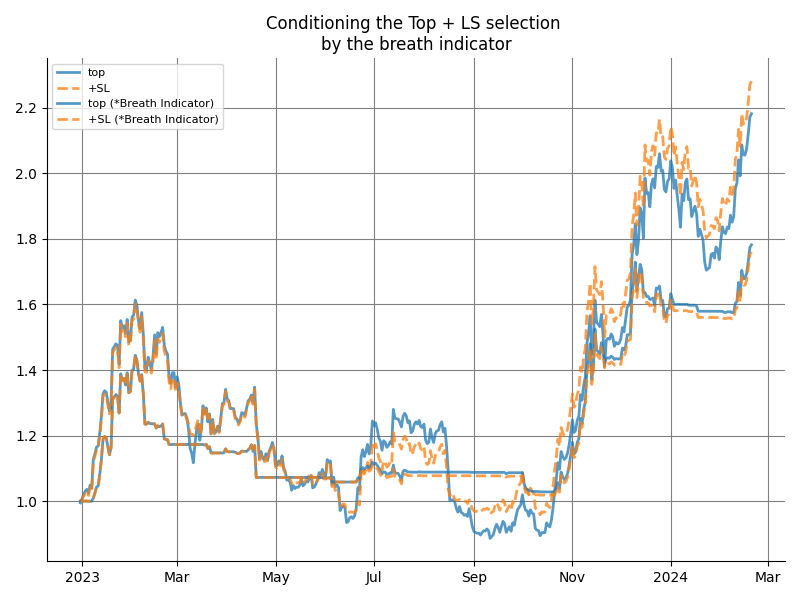 Conditioning the Top + LS selection
by the breath indicator
top
+SL
top (*Breath Indicator)
+SL (*Breath Indicator)
2.2
2.0
1.8
1.6
1.4
1.2
1.0
2023
Mar
May
Jul
Sep
Nov
2024
Mar